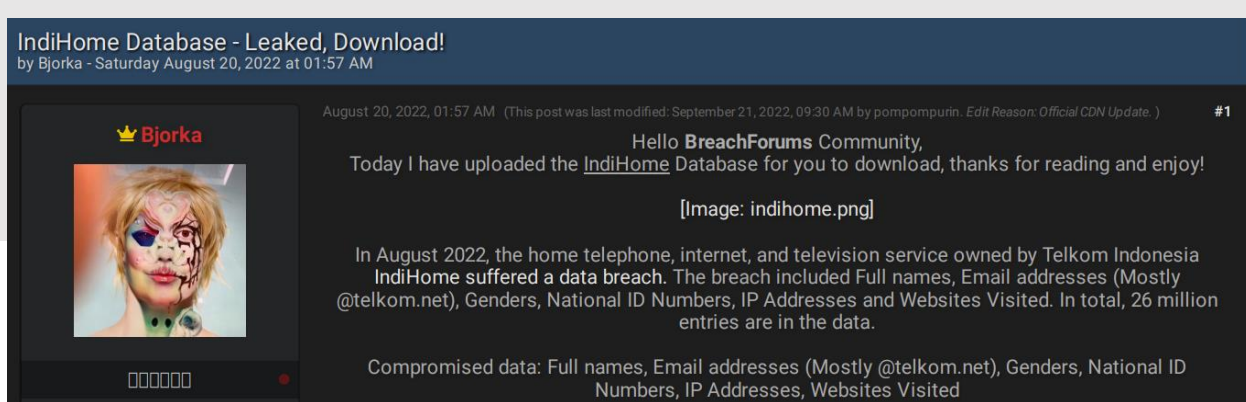 IndiHome Database - Leaked, Download!
by Bjorka - Saturday August 20, 2022 at 01:57 AM
August 20, 2022, 01:57 AM (This post was last modified: September 21, 2022, 09:30 AM by pompompurin. Edit Reason: Official CDN Update. )
#1
Bjorka
Hello BreachForums Community,
Today I have uploaded the IndiHome Database for you to download, thanks for reading and enjoy!
[Image: indihome.png]
In August 2022, the home telephone, internet, and television service owned by Telkom Indonesia
IndiHome suffered a data breach. The breach included Full names, Email addresses (Mostly
@telkom.net), Genders, National ID Numbers, IP Addresses and Websites Visited. In total, 26 million
entries are in the data.
Compromised data: Full names, Email addresses (Mostly @telkom.net), Genders, National ID
Numbers, IP Addresses, Websites Visited